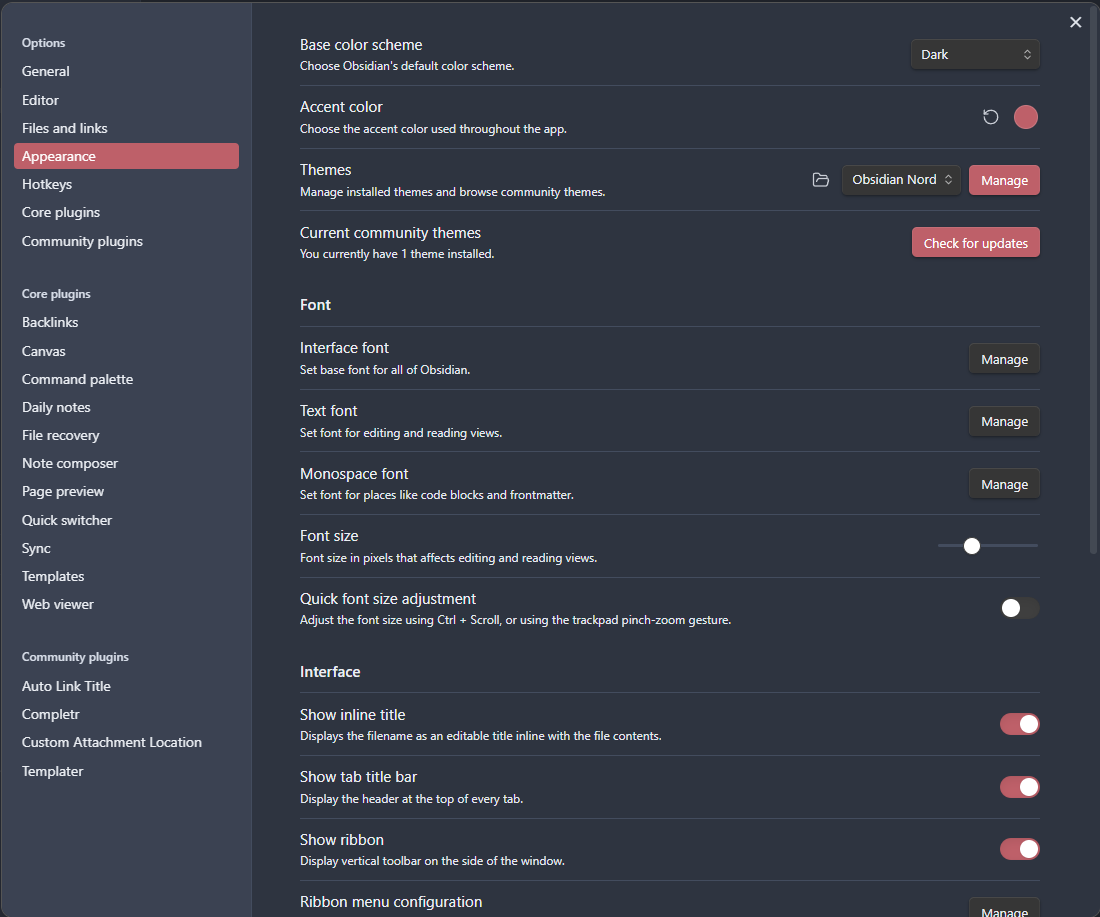 Options
General
Editor
Files and links
Appearance
Hotkeys
Core plugins
Community plugins
Core plugins
Backlinks
Canvas
Command palette
Daily notes
File recovery
Note composer
Page preview
Quick switcher
Sync
Templates
Web viewer
Community plugins
Auto Link Title
Completr
Custom Attachment Location
Templater
Base color scheme
Choose Obsidian's default color scheme.
Dark
Accent color
Choose the accent color used throughout the app.
Themes
Manage installed themes and browse community themes.
Obsidian Nord
Manage
Current community themes
You currently have 1 theme installed.
Check for updates
Font
Interface font
Set base font for all of Obsidian.
Manage
Text font
Set font for editing and reading views.
Manage
Monospace font
Set font for places like code blocks and frontmatter.
Manage
Font size
Font size in pixels that affects editing and reading views.
Quick font size adjustment
Adjust the font size using Ctrl + Scroll, or using the trackpad pinch-zoom gesture.
Interface
Show inline title
Displays the filename as an editable title inline with the file contents.
Show tab title bar
Display the header at the top of every tab.
Show ribbon
Display vertical toolbar on the side of the window.
Ribbon menu configuration
Manage